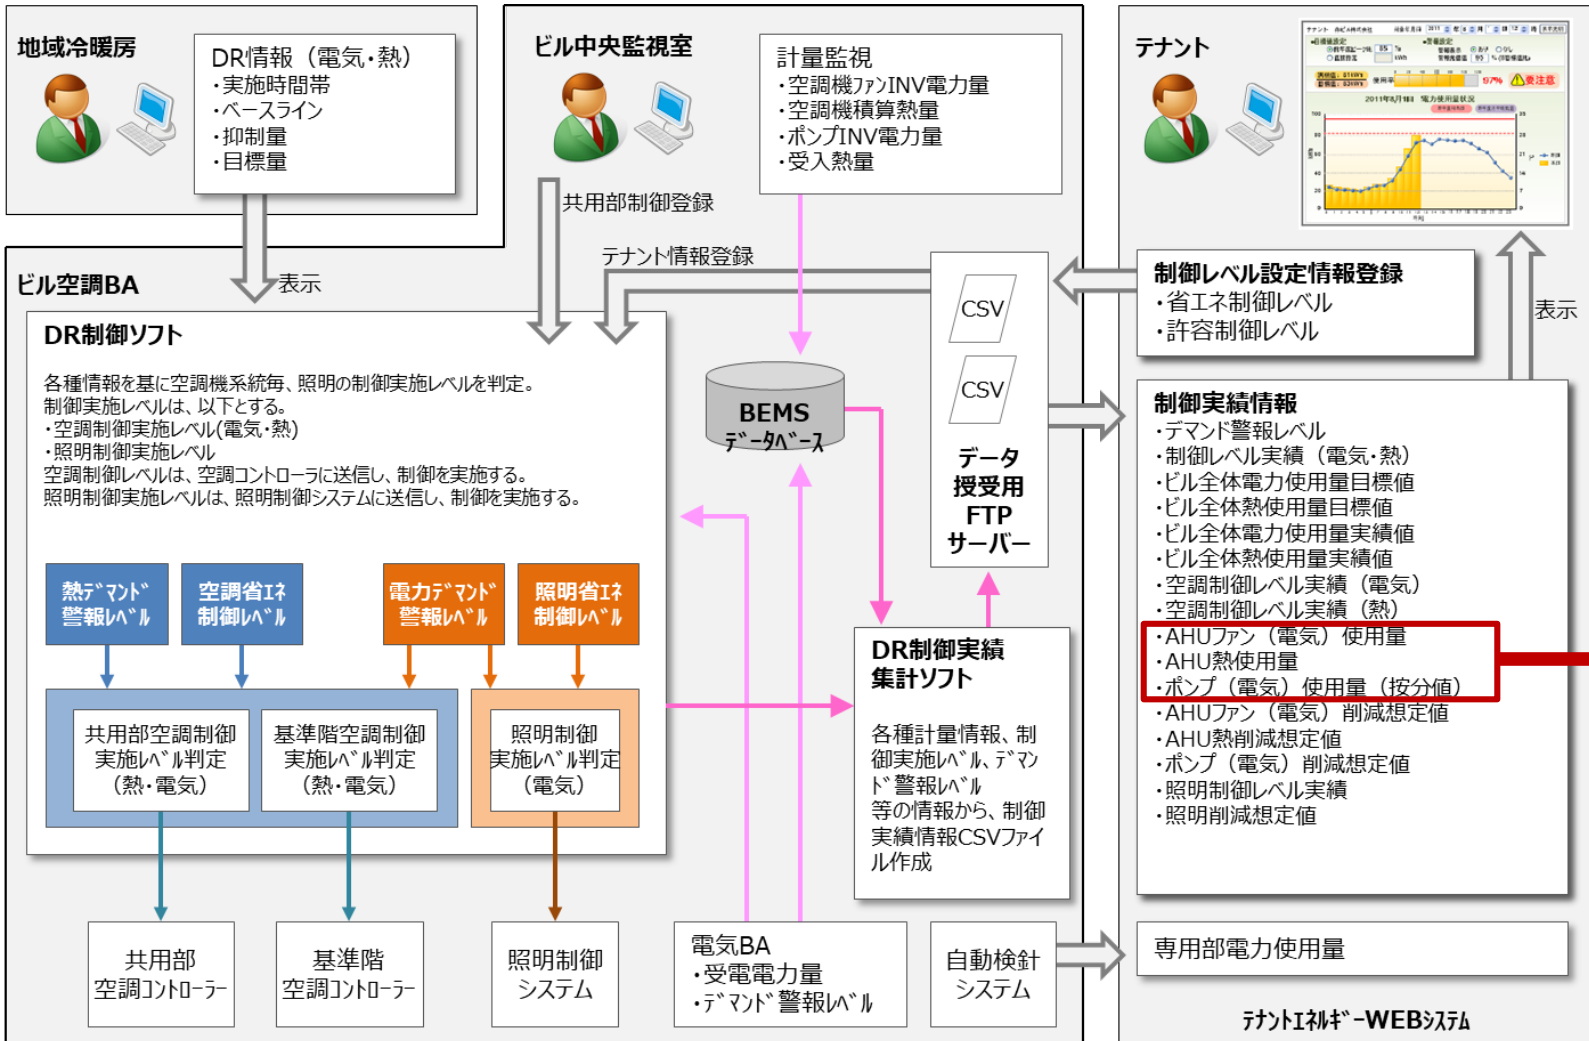 地域冷暖房
DR情報（電気・熱）
・実施時間帯
・ベースライン
・抑制量
・目標量
ビル中央監視室
計量監視
・空調機ファンINV電力量
・空調機積算熱量
・ポンプINV電力量
・受入熱量
テナント
2011年8月18日 電力使用量状況
使用率
97%
要注意
共用部制御登録
テナント情報登録
表示
ビル空調BA
DR制御ソフト
各種情報を基に空調機系統毎、照明の制御実施レベルを判定。
制御実施レベルは、以下とする。
・空調制御実施レベル(電気・熱)
・照明制御実施レベル
空調制御レベルは、空調コントローラに送信し、制御を実施する。
照明制御実施レベルは、照明制御システムに送信し、制御を実施する。
熱デマンド
警報レベル
空調省エネ
制御レベル
電力デマンド
警報レベル
照明省エネ
制御レベル
共用部空調制御
実施レベル判定
（熱・電気）
基準階空調制御
実施レベル判定
（熱・電気）
照明制御
実施レベル判定
（電気）
共用部
空調コントローラー
基準階
空調コントローラー
照明制御
システム
BEMS
データベース
CSV
CSV
データ
授受用
FTP
サーバー
DR制御実績
集計ソフト
各種計量情報、制
御実施レベル、デマン
ド警報レベル
等の情報から、制御
実績情報CSVファイ
ル作成
電気BA
・受電電力量
・デマンド警報レベル
自動検針
システム
制御レベル設定情報登録
・省エネ制御レベル
・許容制御レベル
表示
制御実績情報
・デマンド警報レベル
・制御レベル実績（電気・熱）
・ビル全体電力使用量目標値
・ビル全体熱使用量目標値
・ビル全体電力使用量実績値
・ビル全体熱使用量実績値
・空調制御レベル実績（電気）
・空調制御レベル実績（熱）
・AHUファン（電気）使用量
・AHU熱使用量
・ポンプ（電気）使用量（按分値）
・AHUファン（電気）削減想定値
・AHU熱削減想定値
・ポンプ（電気）削減想定値
・照明制御レベル実績
・照明削減想定値
専用部電力使用量
テナントエネルギーWEBシステム